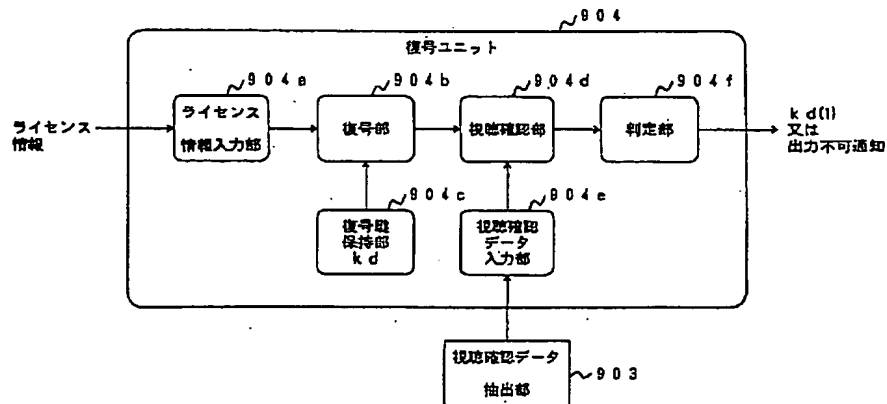 904
復号ユニット
904a
904b
904d
904f
ライセンス
情報
ライセンス
情報入力部
復号部
視聴確認部
判定部
kd(1)
又は
出力不可通知
904c
904e
復号鍵
保持部
kd
視聴確認
データ
入力部
視聴確認データ
抽出部
903